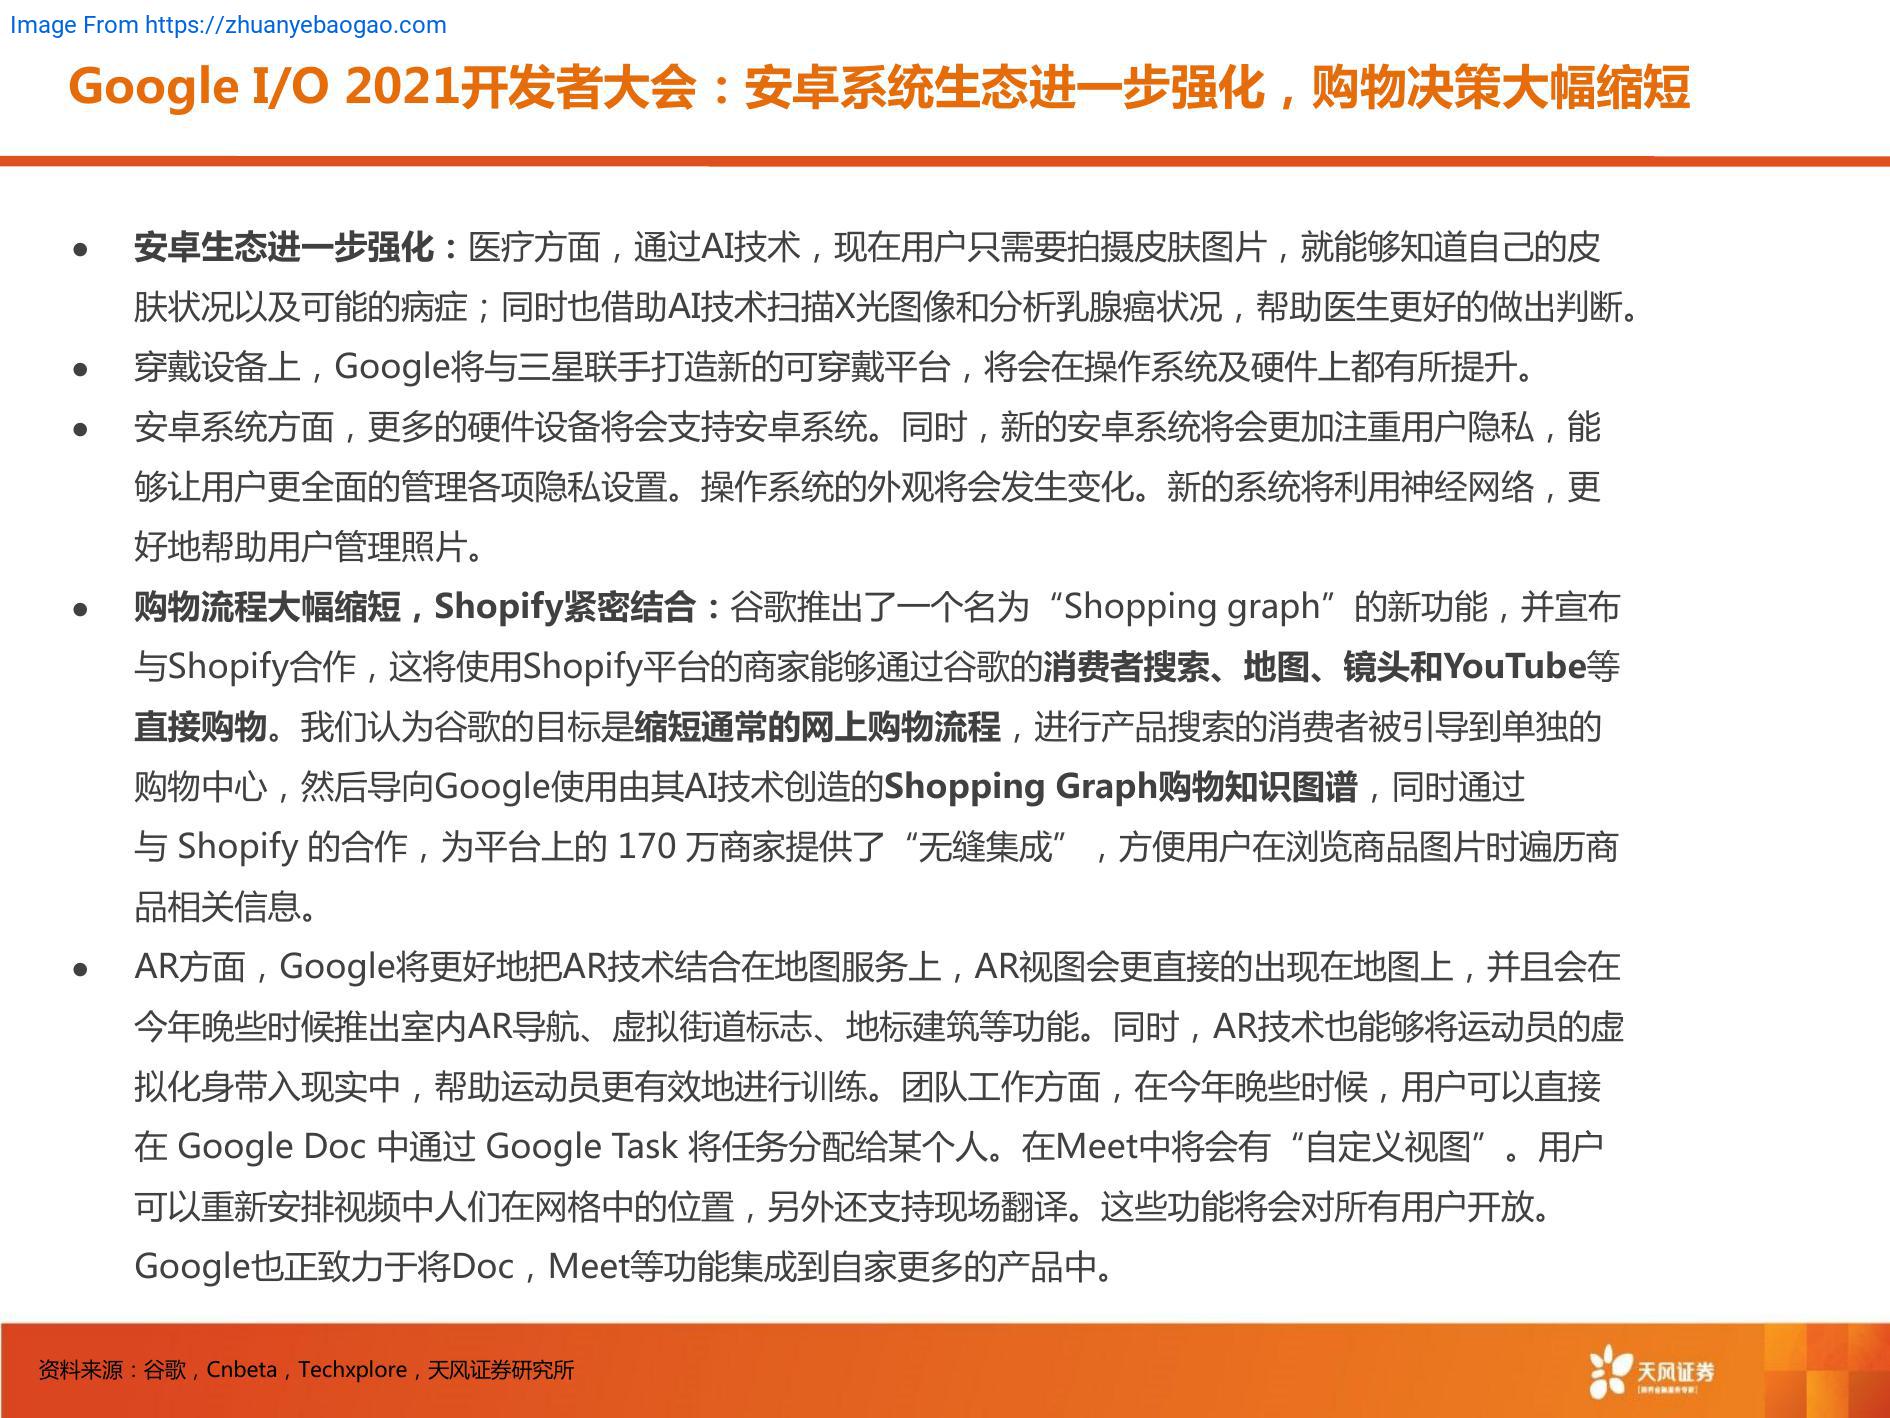 Image From https://zhuanyebaogao.com
Google I/O 2021开发者大会：安卓系统生态进一步强化，购物决策大幅缩短
● 安卓生态进一步强化：医疗方面，通过AI技术，现在用户只需要拍摄皮肤图片，就能够知道自己的皮
肤状况以及可能的病症；同时也借助AI技术扫描X光图像和分析乳腺癌状况，帮助医生更好的做出判断。
● 穿戴设备上，Google将与三星联手打造新的可穿戴平台，将会在操作系统及硬件上都有所提升。
● 安卓系统方面，更多的硬件设备将会支持安卓系统。同时，新的安卓系统将会更加注重用户隐私，能
够让用户更全面的管理各项隐私设置。操作系统的外观将会发生变化。新的系统将利用神经网络，更
好地帮助用户管理照片。
● 购物流程大幅缩短，Shopify紧密结合：谷歌推出了一个名为“Shopping graph”的新功能，并宣布
与Shopify合作，这将使用Shopify平台的商家能够通过谷歌的消费者搜索、地图、镜头和YouTube等
直接购物。我们认为谷歌的目标是缩短通常的网上购物流程，进行产品搜索的消费者被引导到单独的
购物中心，然后导向Google使用由其AI技术创造的Shopping Graph购物知识图谱，同时通过
与 Shopify 的合作，为平台上的 170 万商家提供了“无缝集成”，方便用户在浏览商品图片时遍历商
品相关信息。
● AR方面，Google将更好地把AR技术结合在地图服务上，AR视图会更直接的出现在地图上，并且会在
今年晚些时候推出室内AR导航、虚拟街道标志、地标建筑等功能。同时，AR技术也能够将运动员的虚
拟化身带入现实中，帮助运动员更有效地进行训练。团队工作方面，在今年晚些时候，用户可以直接
在 Google Doc 中通过 Google Task 将任务分配给某个人。在Meet中将会有“自定义视图”。用户
可以重新安排视频中人们在网格中的位置，另外还支持现场翻译。这些功能将会对所有用户开放。
Google也正致力于将Doc，Meet等功能集成到自家更多的产品中。
资料来源：谷歌，Cnbeta，Techxplore，天风证券研究所
天风证券